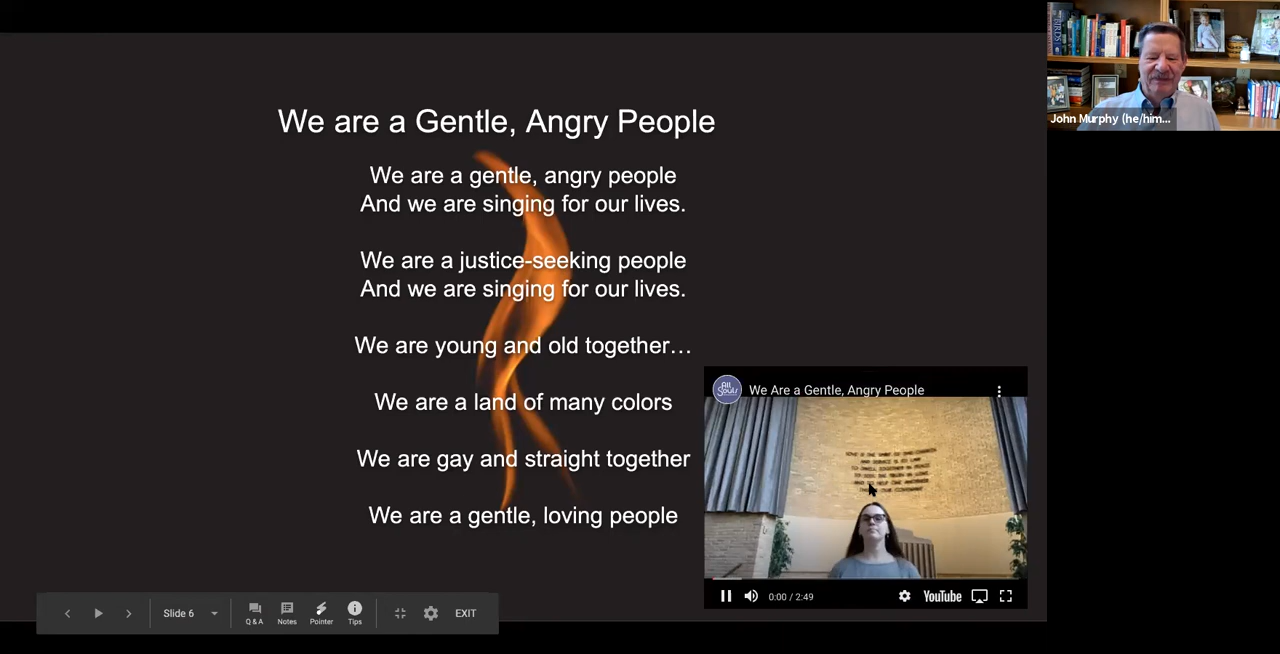 We are a Gentle, Angry People
We are a gentle, angry people
And we are singing for our lives.
We are a justice-seeking people
And we are singing for our lives.
We are young and old together…
We are a land of many colors
We are gay and straight together
We are a gentle, loving people
John Murphy (he/him...
BIRDS
All Souls
We Are a Gentle, Angry People
0:00 / 2:49
YouTube
Slide 6
Q & A
Notes
Pointer
Tips
EXIT